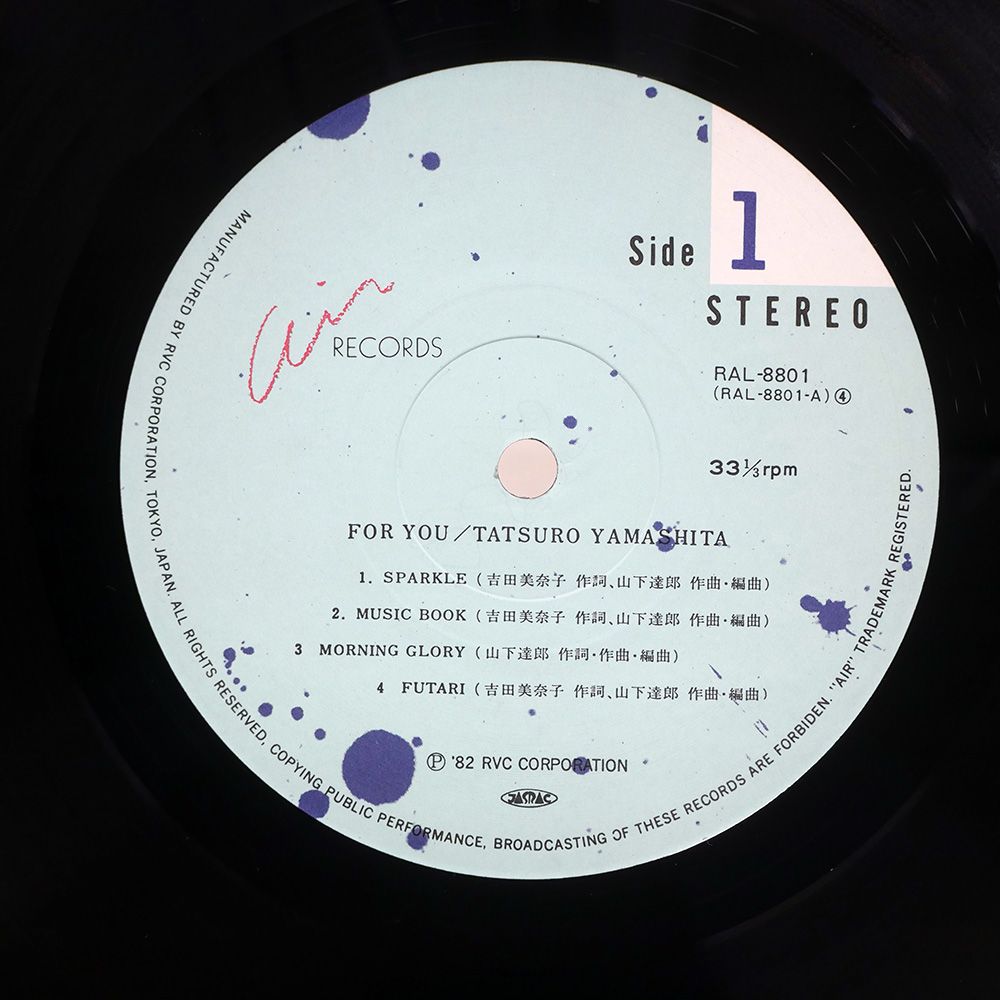 Side 1
STEREO
Air
RECORDS
RAL-8801
(RAL-8801-A)④
33⅓rpm
FOR YOU/TATSURO YAMASHITA
1. SPARKLE (吉田美奈子 作詞、山下達郎 作曲・編曲)
2. MUSIC BOOK (吉田美奈子 作詞、山下達郎 作曲・編曲)
3 MORNING GLORY (山下達郎 作詞・作曲・編曲)
4 FUTARI (吉田美奈子 作詞、山下達郎 作曲・編曲)
Ⓟ '82 RVC CORPORATION
JASRAC
MANUFACTURED BY RVC CORPORATION, TOKYO, JAPAN. ALL RIGHTS RESERVED, COPYING PUBLIC PERFORMANCE, BROADCASTING OF THESE RECORDS ARE FORBIDEN. "AIR" TRADEMARK REGISTERED.